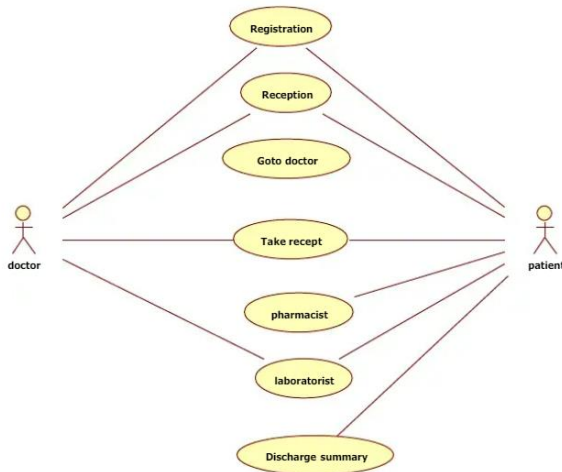 Registration
Reception
Goto doctor
Take recept
doctor
patient
pharmacist
laboratorist
Discharge summary